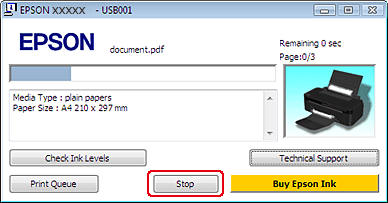 EPSON XXXXX - USB001
EPSON
document.pdf
Remaining 0 sec
Page:0/3
Media Type : plain papers
Paper Size : A4 210 x 297 mm
Check Ink Levels
Technical Support
Print Queue
Stop
Buy Epson Ink